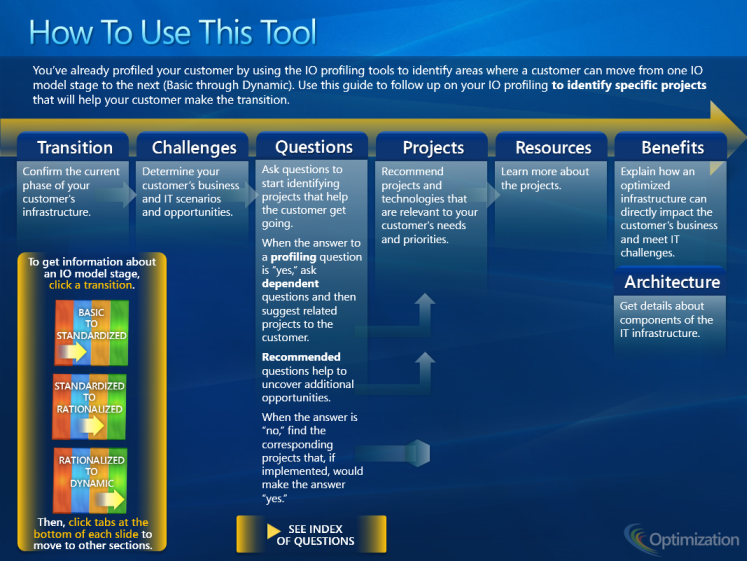 How To Use This Tool
You've already profiled your customer by using the IO profiling tools to identify areas where a customer can move from one IO
model stage to the next (Basic through Dynamic). Use this guide to follow up on your IO profiling to identify specific projects
that will help your customer make the transition.
Transition
Confirm the current
phase of your
customer's
infrastructure.
Challenges
Determine your
customer's business
and IT scenarios
and opportunities.
Questions
Ask questions to
start identifying
projects that help
the customer get
going.
When the answer to
a profiling question
is "yes," ask
dependent
questions and then
suggest related
projects to the
customer.
Recommended
questions help to
uncover additional
opportunities.
When the answer is
"no," find the
corresponding
projects that, if
implemented, would
make the answer
"yes."
Projects
Recommend
projects and
technologies that
are relevant to your
customer's needs
and priorities.
Resources
Learn more about
the projects.
Benefits
Explain how an
optimized
infrastructure can
directly impact the
customer's business
and meet IT
challenges.
Architecture
Get details about
components of the
IT infrastructure.
To get information about
an IO model stage,
click a transition.
BASIC
TO
STANDARDIZED
STANDARDIZED
TO
RATIONALIZED
RATIONALIZED
TO
DYNAMIC
Then, click tabs at the
bottom of each slide to
move to other sections.
SEE INDEX
OF QUESTIONS
Optimization